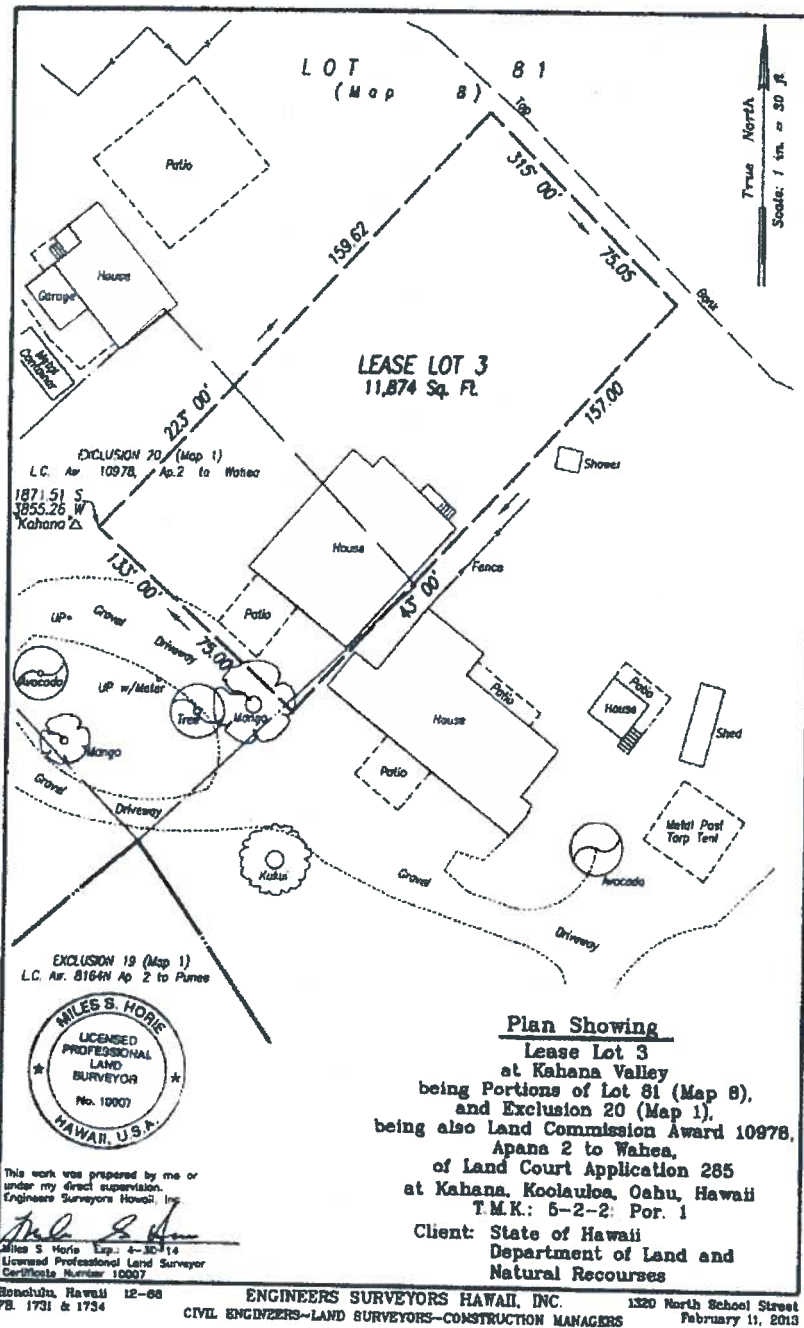 LOT 81
(Map 8)
Top
Bank
True North
Scale: 1 in. = 30 ft.
Patio
House
Garage
Metal Container
159.62
223° 00'
315° 00'
75.05
LEASE LOT 3
11,874 Sq. Ft.
157.00
43° 00'
Shower
Fence
EXCLUSION 20 (Map 1)
L.C. Aw. 10978, Ap.2 to Wahea
1871.51 S
3855.26 W
"Kahana" △
133° 00'
75.00
House
Patio
UP
Gravel
Driveway
UP w/Meter
Avocado
Tree
Mango
Mango
Gravel
Driveway
Kukui
House
Patio
Patio
Patio
House
Shed
Metal Post
Tarp Tent
Avocado
Gravel
Driveway
EXCLUSION 19 (Map 1)
L.C. Aw. 8164N Ap 2 to Punee
MILES S. HORIE
LICENSED
PROFESSIONAL
LAND
SURVEYOR
No. 10007
HAWAII, U.S.A.
This work was prepared by me or
under my direct supervision.
Engineers Surveyors Hawaii, Inc.
Miles S Horie Exp.: 4-30-14
Licensed Professional Land Surveyor
Certificate Number 10007
Plan Showing
Lease Lot 3
at Kahana Valley
being Portions of Lot 81 (Map 8),
and Exclusion 20 (Map 1),
being also Land Commission Award 10978,
Apana 2 to Wahea,
of Land Court Application 285
at Kahana, Koolauloa, Oahu, Hawaii
T.M.K.: 5-2-2: Por. 1
Client: State of Hawaii
Department of Land and
Natural Recourses
Honolulu, Hawaii 12-68
FB. 1731 & 1734
ENGINEERS SURVEYORS HAWAII, INC.
CIVIL ENGINEERS~LAND SURVEYORS~CONSTRUCTION MANAGERS
1320 North School Street
February 11, 2013